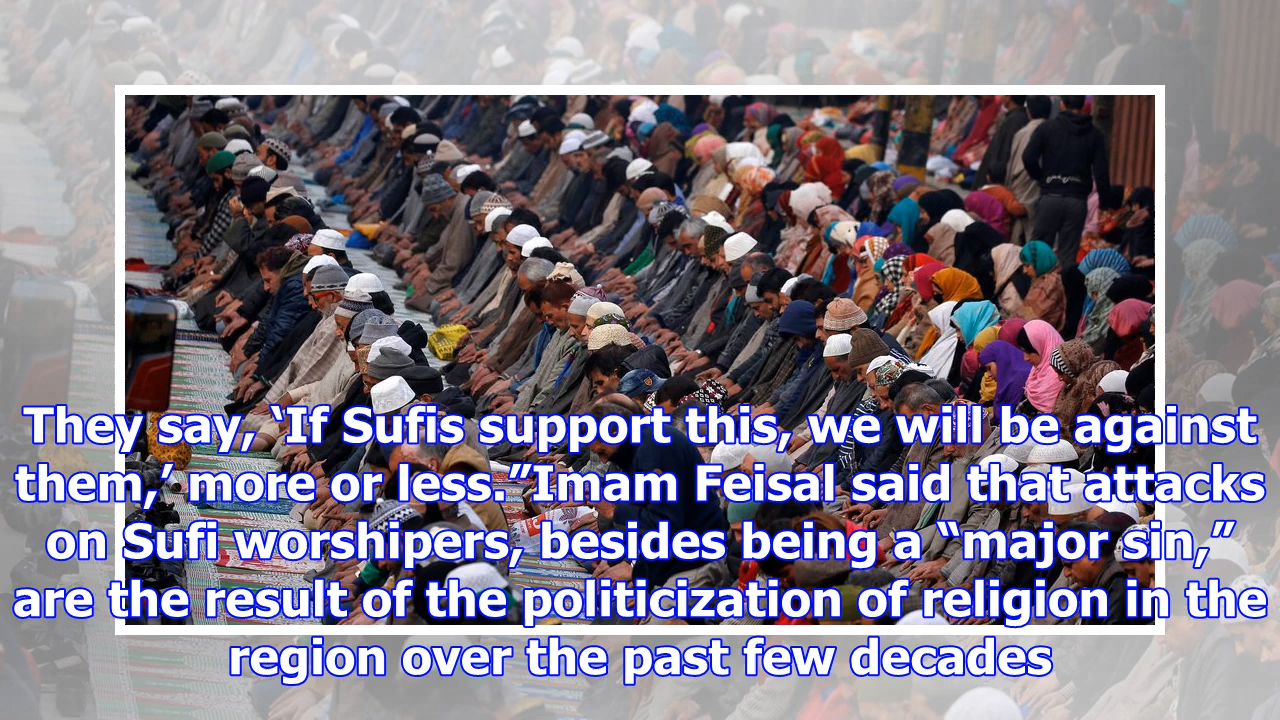 They say, ‘If Sufis support this, we will be against
them,’ more or less.”Imam Feisal said that attacks
on Sufi worshipers, besides being a “major sin,”
are the result of the politicization of religion in the
region over the past few decades